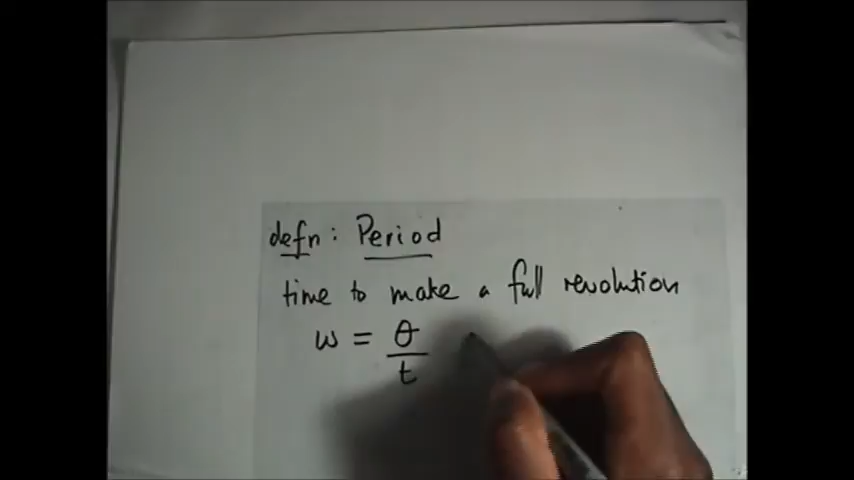 defn: Period
time to make a full revolution
ω = θ/t